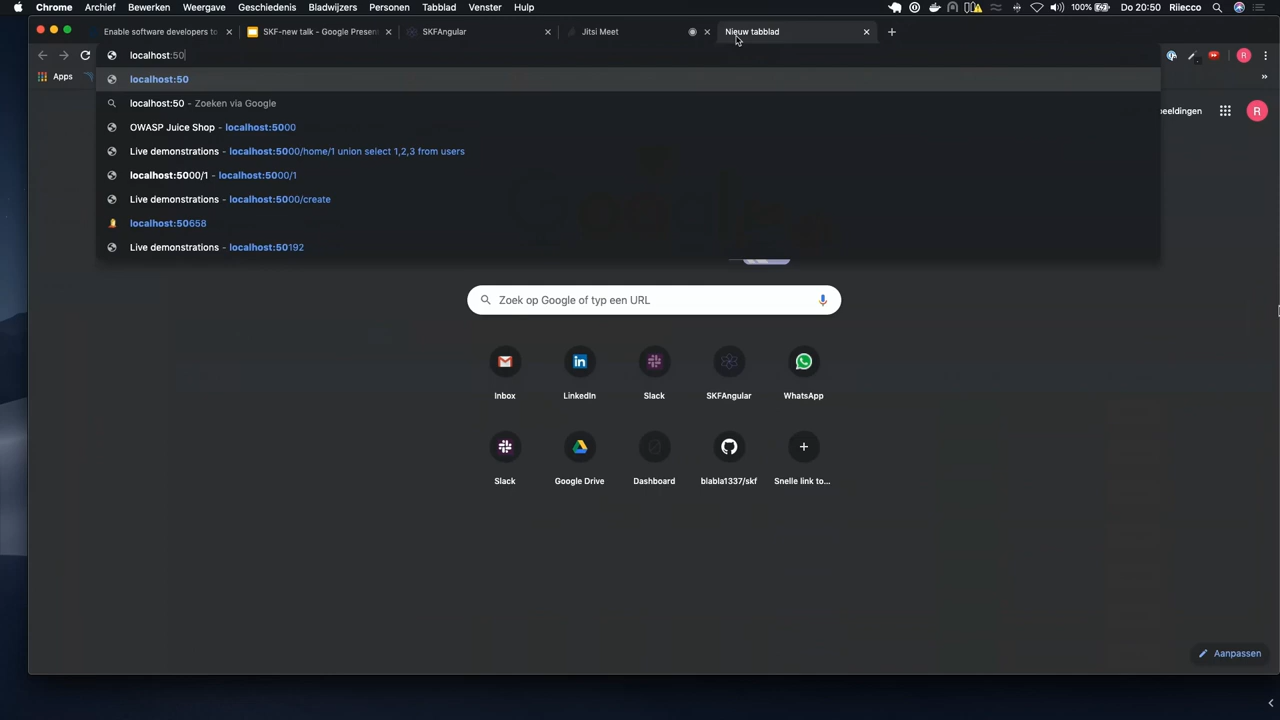 Chrome Archief Bewerken Weergave Geschiedenis Bladwijzers Personen Tabblad Venster Help 100% Do 20:50 Riiecco
Enable software developers to SKF-new talk - Google Presen SKFAngular Jitsi Meet Nieuw tabblad
localhost:50
R
Apps
localhost:50
localhost:50 - Zoeken via Google
eeldingen
R
OWASP Juice Shop - localhost:5000
Live demonstrations - localhost:5000/home/1 union select 1,2,3 from users
localhost:5000/1 - localhost:5000/1
Live demonstrations - localhost:5000/create
localhost:50658
Live demonstrations - localhost:50192
Zoek op Google of typ een URL
Inbox LinkedIn Slack SKFAngular WhatsApp
Slack Google Drive Dashboard blabla1337/skf Snelle link to...
Aanpassen